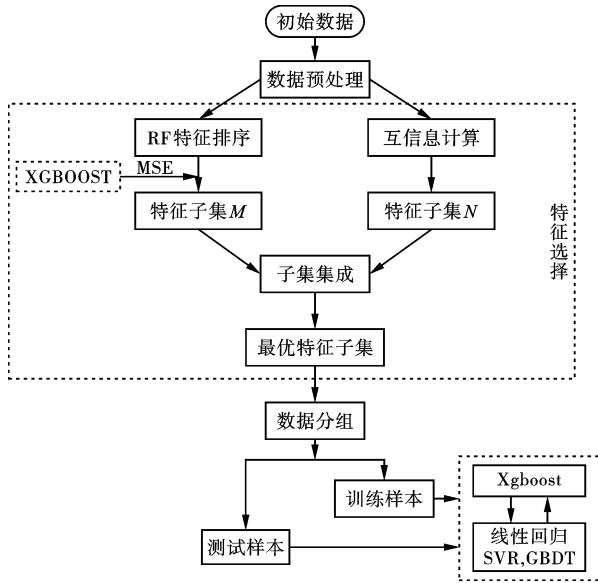 初始数据
数据预处理
RF特征排序
互信息计算
XGBOOST
MSE
特征子集M
特征子集N
特征选择
子集集成
最优特征子集
数据分组
训练样本
测试样本
Xgboost
线性回归
SVR,GBDT